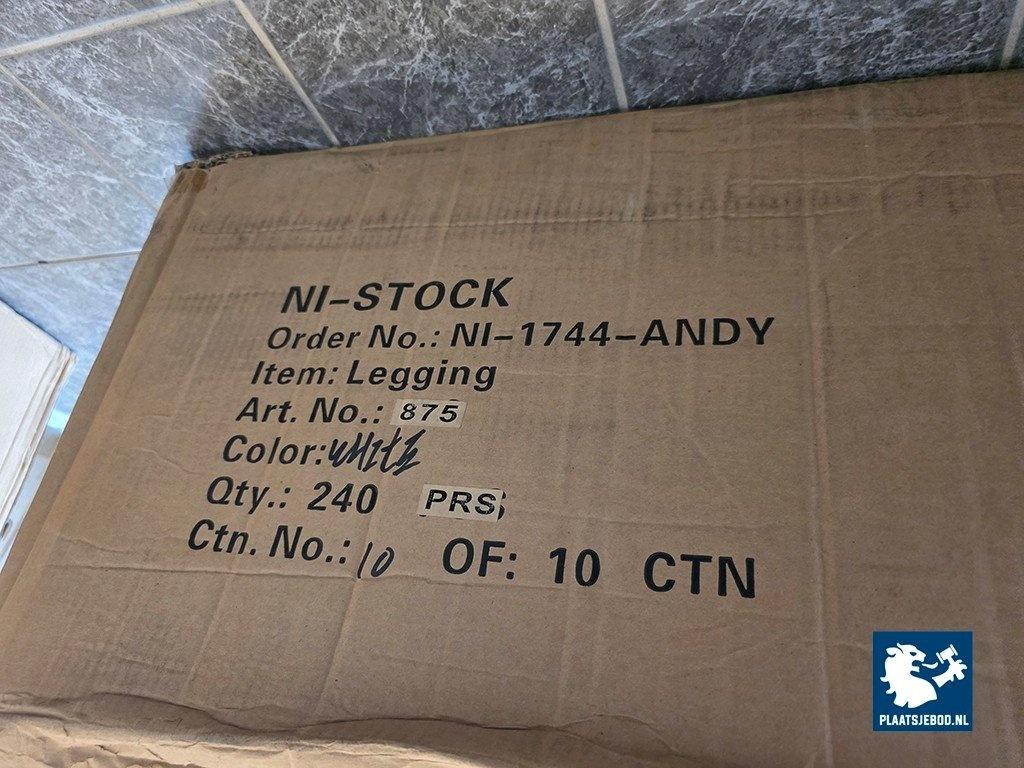 NI-STOCK
Order No.: NI-1744-ANDY
Item: Legging
Art. No.: 875
Color: WHITE
Qty.: 240 PRS
Ctn. No.: 10 OF: 10 CTN
PLAATSJEBOD.NL